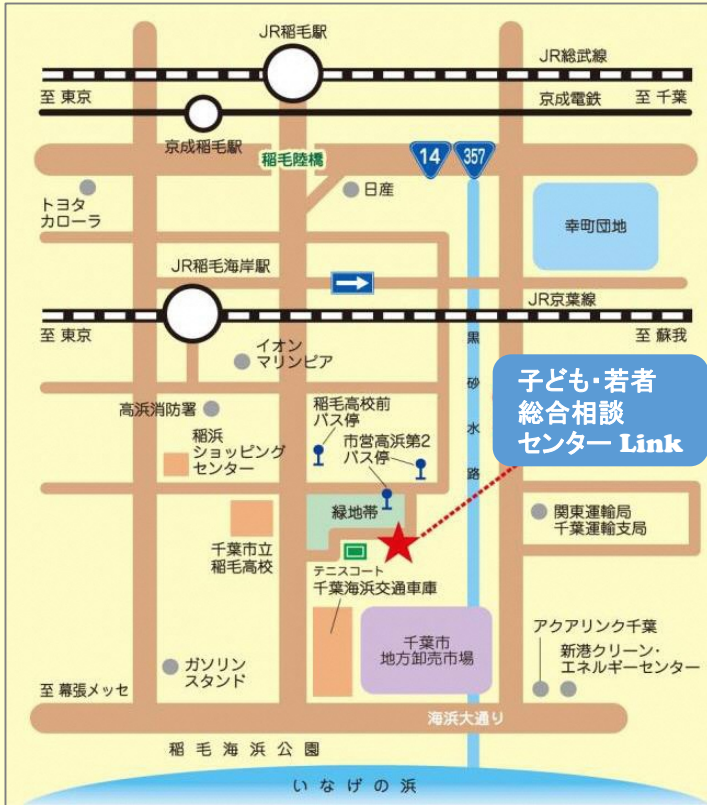 JR稲毛駅
JR総武線
至 東京
京成電鉄
至 千葉
京成稲毛駅
稲毛陸橋
14
357
日産
トヨタ
カローラ
幸町団地
JR稲毛海岸駅
JR京葉線
至 東京
至 蘇我
イオン
マリンピア
黒砂水路
子ども・若者
総合相談
センター Link
高浜消防署
稲毛高校前
バス停
稲浜
ショッピング
センター
市営高浜第2
バス停
緑地帯
関東運輸局
千葉運輸支局
千葉市立
稲毛高校
テニスコート
千葉海浜交通車庫
千葉市
地方卸売市場
アクアリンク千葉
新港クリーン・
エネルギーセンター
ガソリン
スタンド
至 幕張メッセ
海浜大通り
稲毛海浜公園
いなげの浜